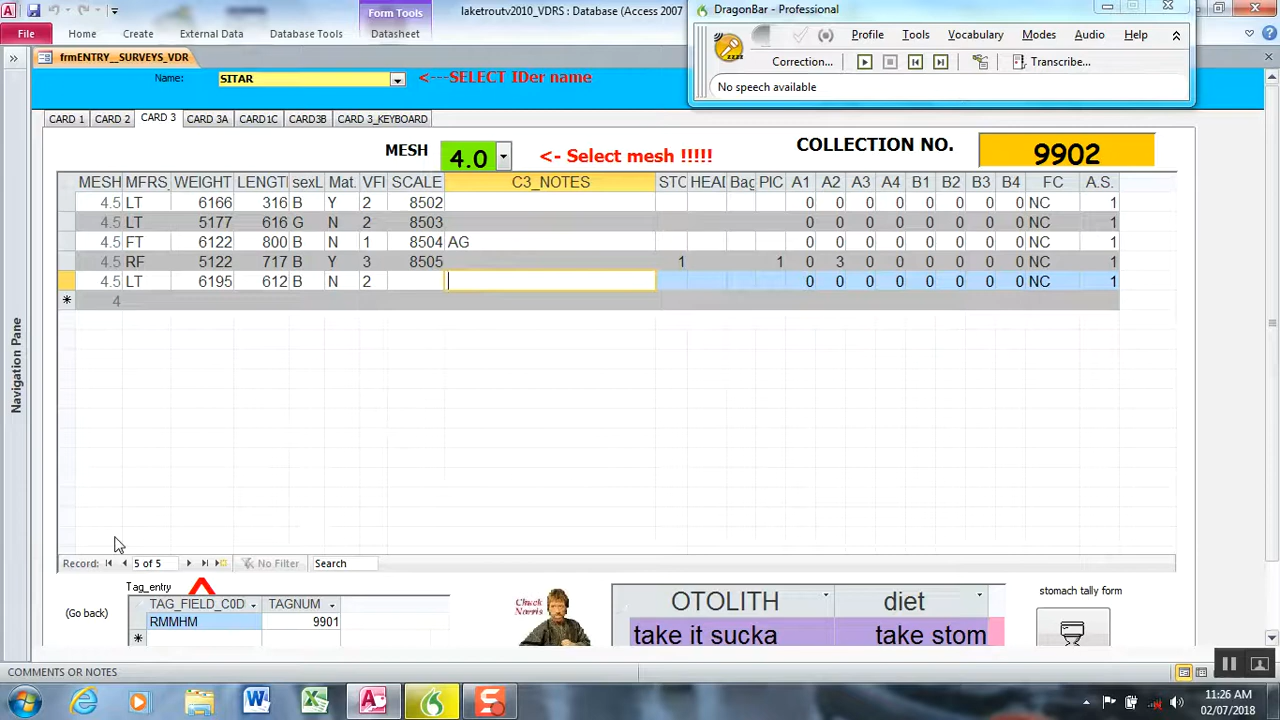 laketroutv2010_VDRS : Database (Access 2007
Form Tools
File Home Create External Data Database Tools Datasheet
DragonBar - Professional
Profile Tools Vocabulary Modes Audio Help
Correction... Transcribe...
No speech available
frmENTRY__SURVEYS_VDR
Name: SITAR <---SELECT IDer name
CARD 1 CARD 2 CARD 3 CARD 3A CARD1C CARD3B CARD 3_KEYBOARD
MESH 4.0 <- Select mesh !!!!! COLLECTION NO. 9902
MESH MFRS_ WEIGHT LENGTH sexL Mat. VFI SCALE C3_NOTES STO HEAD Bag PIC A1 A2 A3 A4 B1 B2 B3 B4 FC A.S.
4.5 LT 6166 316 B Y 2 8502 0 0 0 0 0 0 0 0 NC 1
4.5 LT 5177 616 G N 2 8503 0 0 0 0 0 0 0 0 NC 1
4.5 FT 6122 800 B N 1 8504 AG 0 0 0 0 0 0 0 0 NC 1
4.5 RF 5122 717 B Y 3 8505 1 1 0 3 0 0 0 0 0 0 NC 1
4.5 LT 6195 612 B N 2 0 0 0 0 0 0 0 0 NC 1
* 4
Navigation Pane
Record: 5 of 5 No Filter Search
Tag_entry
(Go back)
TAG_FIELD_C0D TAGNUM
RMMHM 9901
*
Chuck
Norris
OTOLITH diet
take it sucka take stom
stomach tally form
COMMENTS OR NOTES
11:26 AM
02/07/2018